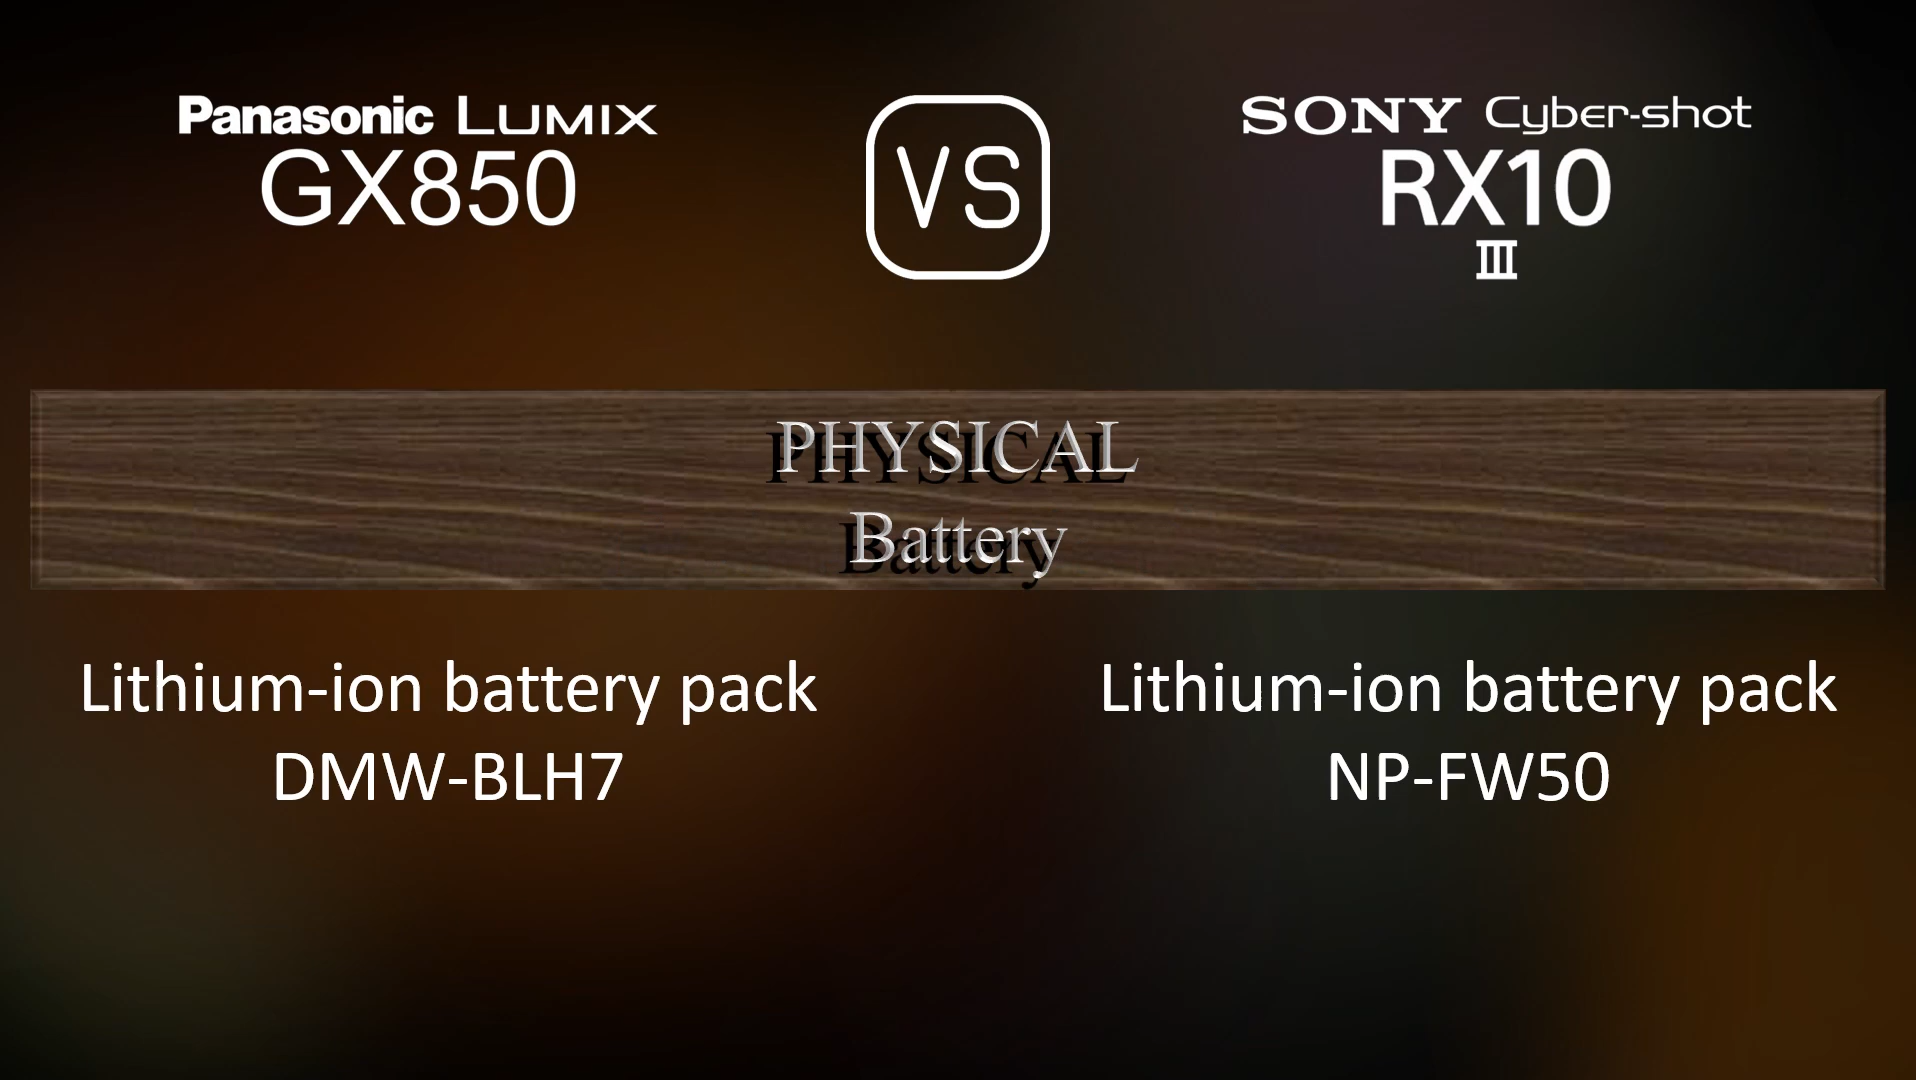 Panasonic LUMIX
GX850
VS
SONY Cyber-shot
RX10
III
PHYSICAL
Battery
Lithium-ion battery pack
DMW-BLH7
Lithium-ion battery pack
NP-FW50